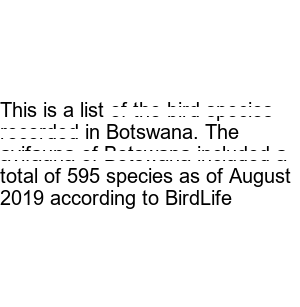 This is a list of the bird species
recorded in Botswana. The
avifauna of Botswana included a
total of 595 species as of August
2019 according to BirdLife